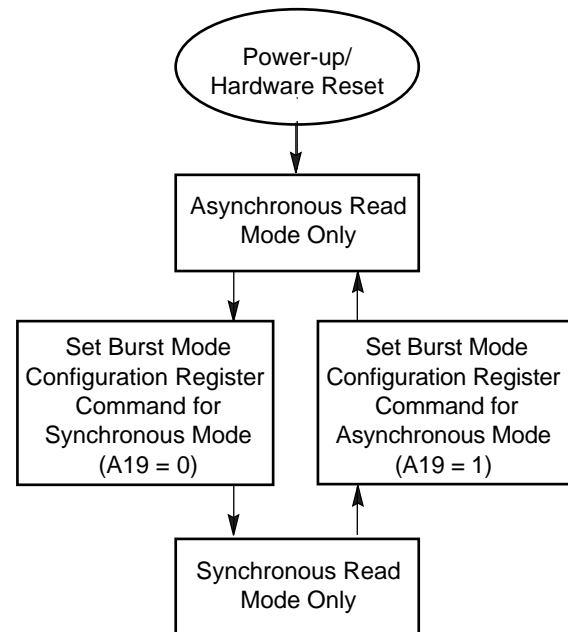 Power-up/
Hardware Reset
Asynchronous Read
Mode Only
Set Burst Mode
Configuration Register
Command for
Synchronous Mode
(A19 = 0)
Set Burst Mode
Configuration Register
Command for
Asynchronous Mode
(A19 = 1)
Synchronous Read
Mode Only